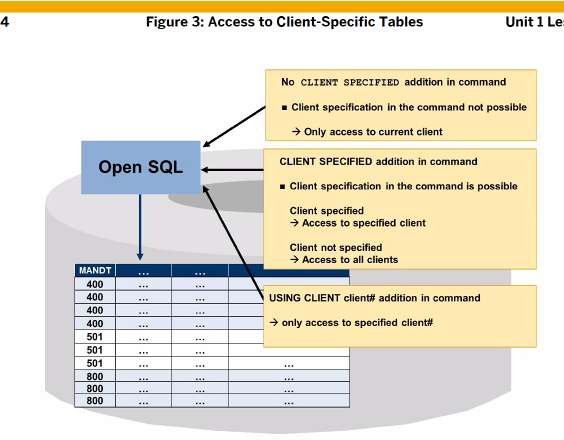 4
Figure 3: Access to Client-Specific Tables
Unit 1 Le
No CLIENT SPECIFIED addition in command
■ Client specification in the command not possible
→ Only access to current client
Open SQL
CLIENT SPECIFIED addition in command
■ Client specification in the command is possible
Client specified
→ Access to specified client
Client not specified
→ Access to all clients
USING CLIENT client# addition in command
→ only access to specified client#
MANDT ... ...
400 ... ...
400 ... ...
400 ... ...
400 ... ...
501 ... ...
501 ... ...
501 ... ... ...
800 ... ... ...
800 ... ... ...
800 ... ... ...